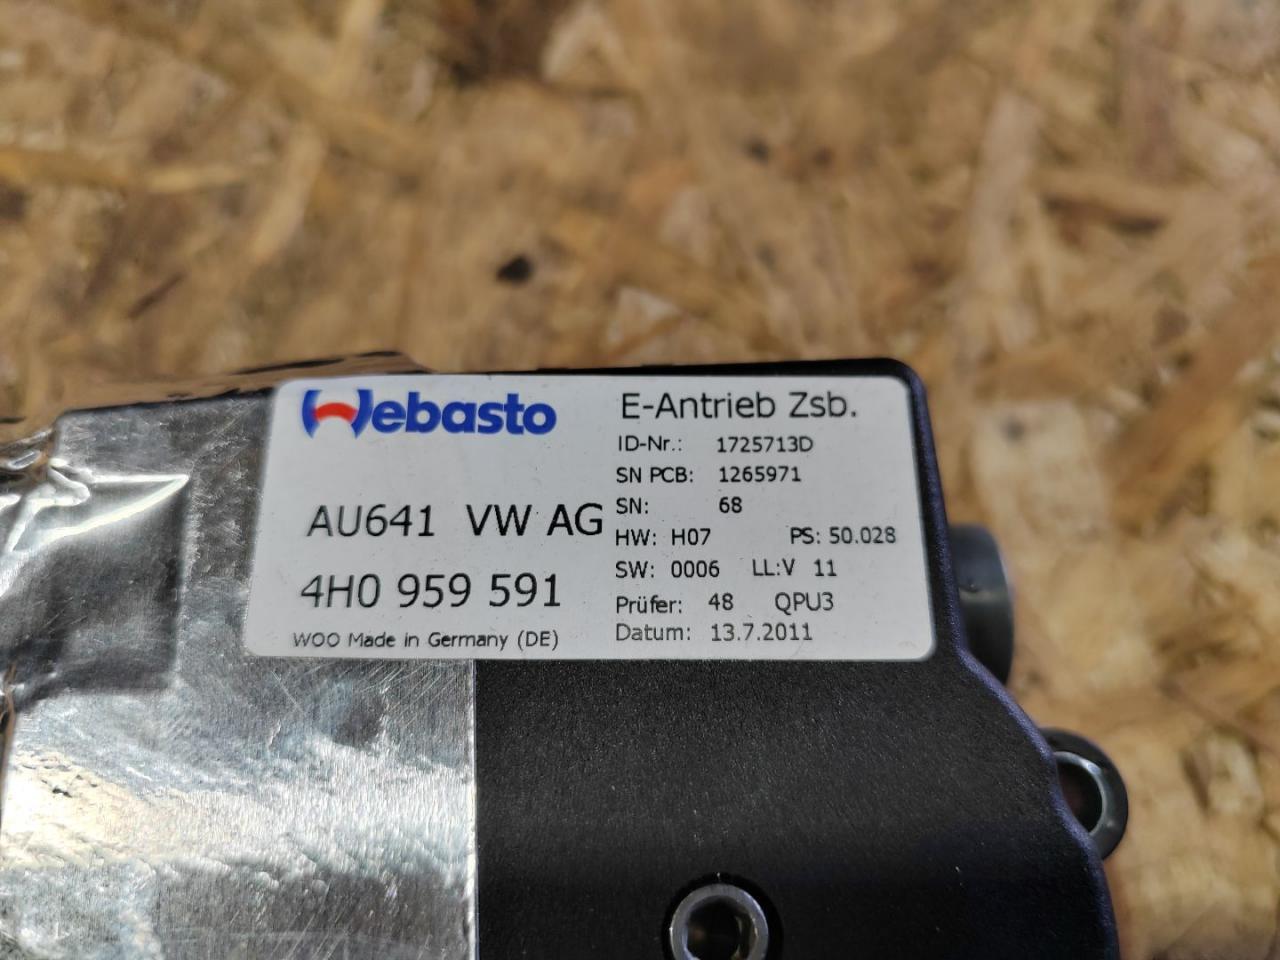 Webasto
AU641 VW AG
4H0 959 591
WOO Made in Germany (DE)
E-Antrieb Zsb.
ID-Nr.: 1725713D
SN PCB: 1265971
SN: 68
HW: H07 PS: 50.028
SW: 0006 LL:V 11
Prüfer: 48 QPU3
Datum: 13.7.2011